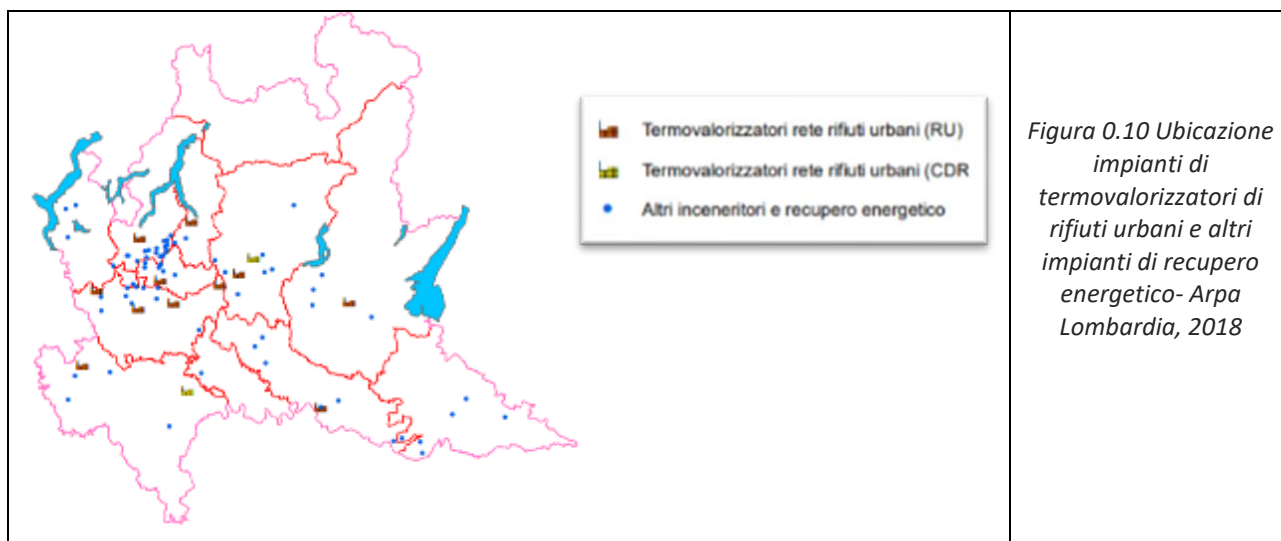 Termovalorizzatori rete rifiuti urbani (RU)
Termovalorizzatori rete rifiuti urbani (CDR
Altri inceneritori e recupero energetico
Figura 0.10 Ubicazione
impianti di
termovalorizzatori di
rifiuti urbani e altri
impianti di recupero
energetico- Arpa
Lombardia, 2018